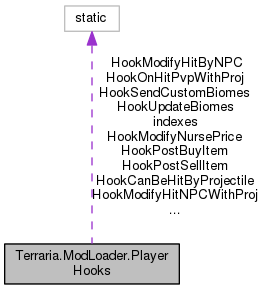 static
HookModifyHitByNPC
HookOnHitPvpWithProj
HookSendCustomBiomes
HookUpdateBiomes
indexes
HookModifyNursePrice
HookPostBuyItem
HookPostSellItem
HookCanBeHitByProjectile
HookModifyHitNPCWithProj
...
Terraria.ModLoader.Player
Hooks